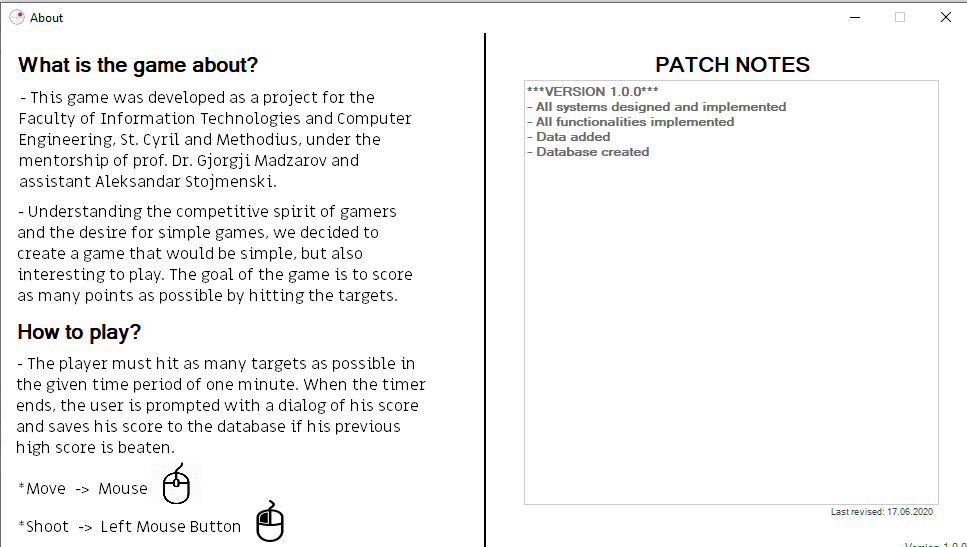 About
What is the game about?
- This game was developed as a project for the
Faculty of Information Technologies and Computer
Engineering, St. Cyril and Methodius, under the
mentorship of prof. Dr. Gjorgji Madzarov and
assistant Aleksandar Stojmenski.
- Understanding the competitive spirit of gamers
and the desire for simple games, we decided to
create a game that would be simple, but also
interesting to play. The goal of the game is to score
as many points as possible by hitting the targets.
How to play?
- The player must hit as many targets as possible in
the given time period of one minute. When the timer
ends, the user is prompted with a dialog of his score
and saves his score to the database if his previous
high score is beaten.
*Move -> Mouse
*Shoot -> Left Mouse Button
PATCH NOTES
***VERSION 1.0.0***
- All systems designed and implemented
- All functionalities implemented
- Data added
- Database created
Last revised: 17.06.2020
Version 1.0.0